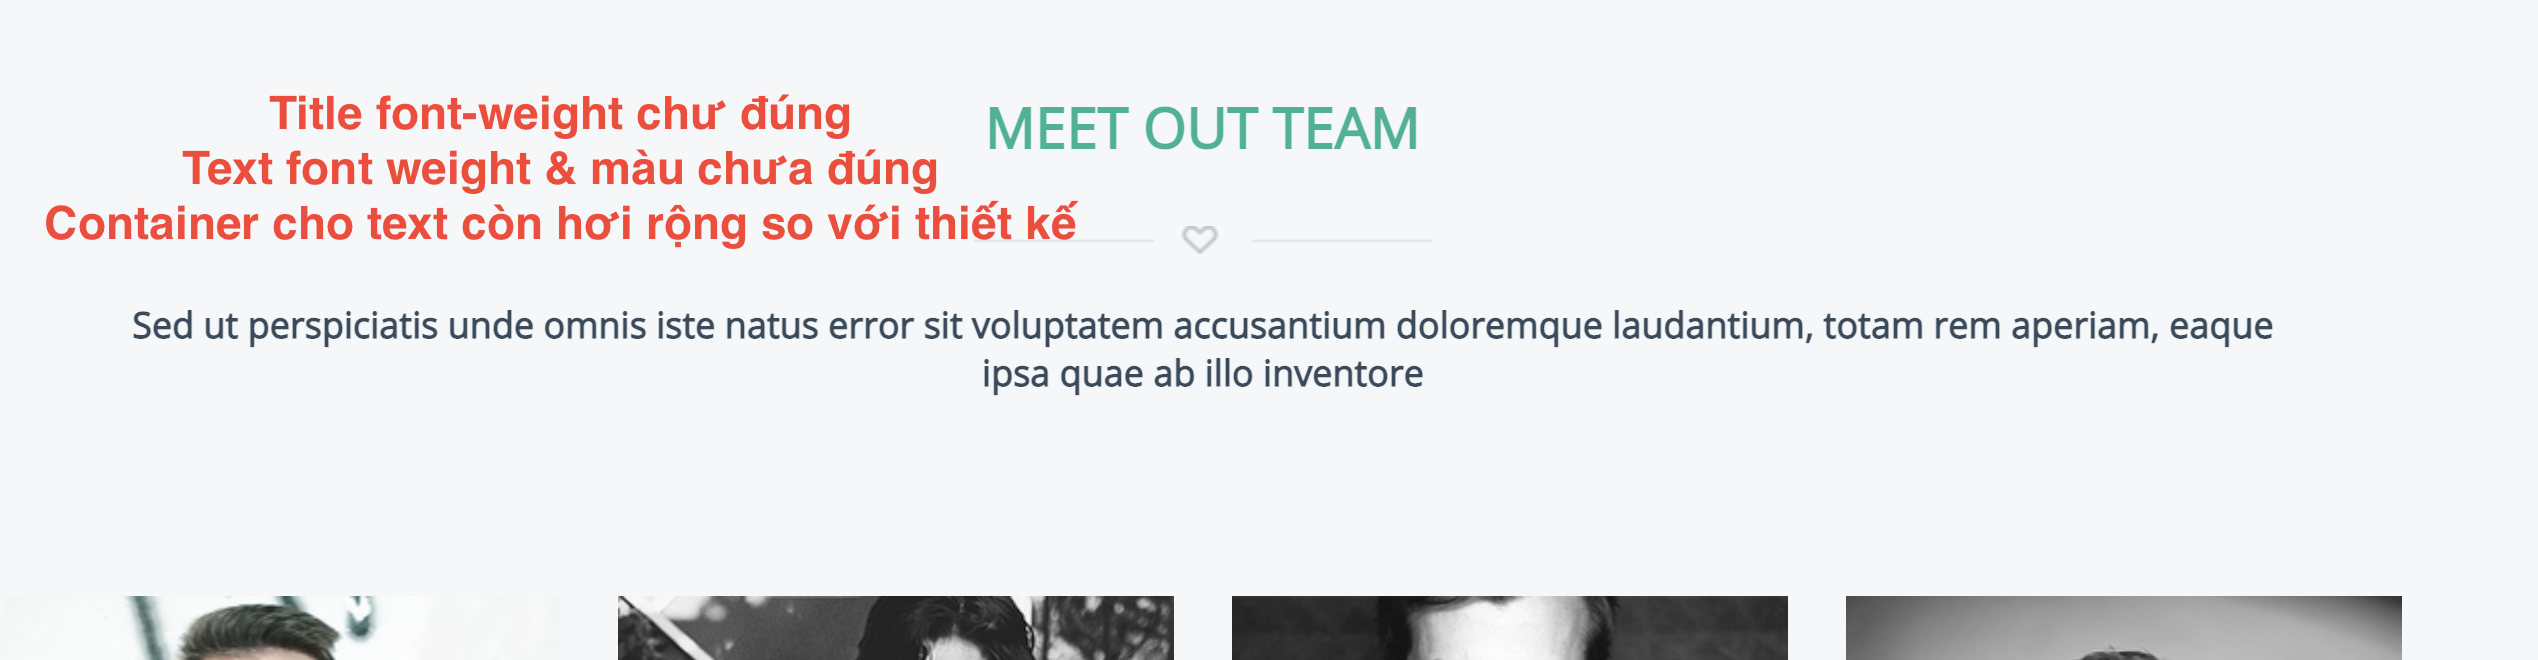 Title font-weight chư đúng
Text font weight & màu chưa đúng
Container cho text còn hơi rộng so với thiết kế
MEET OUT TEAM
Sed ut perspiciatis unde omnis iste natus error sit voluptatem accusantium doloremque laudantium, totam rem aperiam, eaque
ipsa quae ab illo inventore